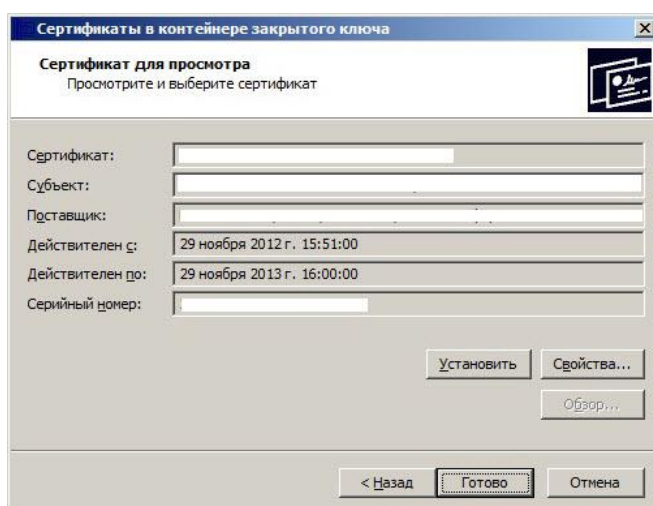 Сертификаты в контейнере закрытого ключа
Сертификат для просмотра
Просмотрите и выберите сертификат
Сертификат:
Субъект:
Поставщик:
Действителен с: 29 ноября 2012 г. 15:51:00
Действителен по: 29 ноября 2013 г. 16:00:00
Серийный номер:
Установить Свойства...
Обзор...
< Назад Готово Отмена